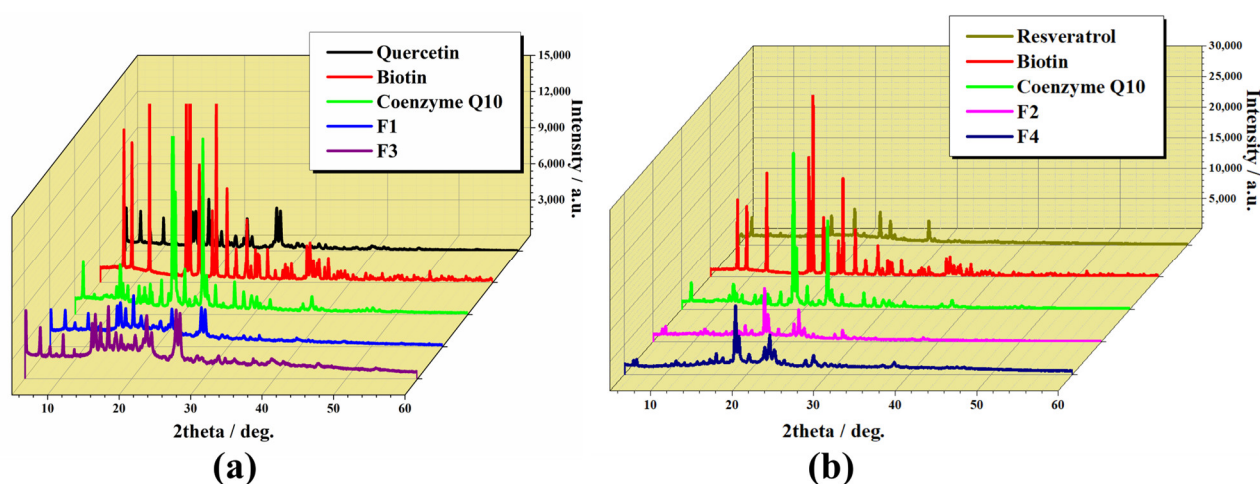 Quercetin
Biotin
Coenzyme Q10
F1
F3
15,000
12,000
9,000
6,000
3,000
Intensity / a.u.
10
20
30
40
50
60
2theta / deg.
(a)
Resveratrol
Biotin
Coenzyme Q10
F2
F4
30,000
25,000
20,000
15,000
10,000
5,000
Intensity / a.u.
10
20
30
40
50
60
2theta / deg.
(b)